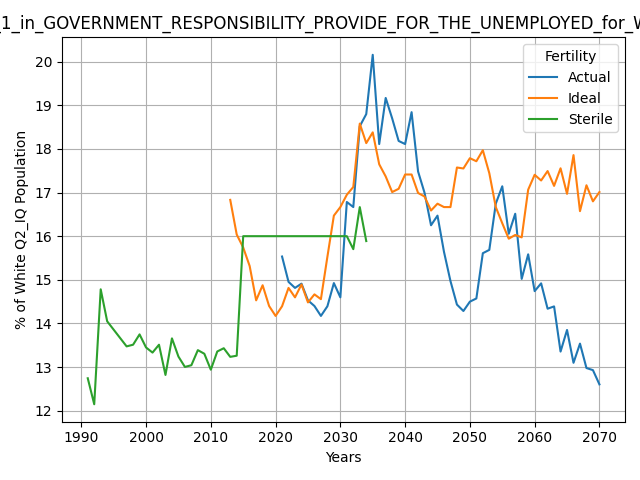 _1_in_GOVERNMENT_RESPONSIBILITY_PROVIDE_FOR_THE_UNEMPLOYED_for_W
Fertility
Actual
Ideal
Sterile
% of White Q2_IQ Population
20
19
18
17
16
15
14
13
12
1990 2000 2010 2020 2030 2040 2050 2060 2070
Years